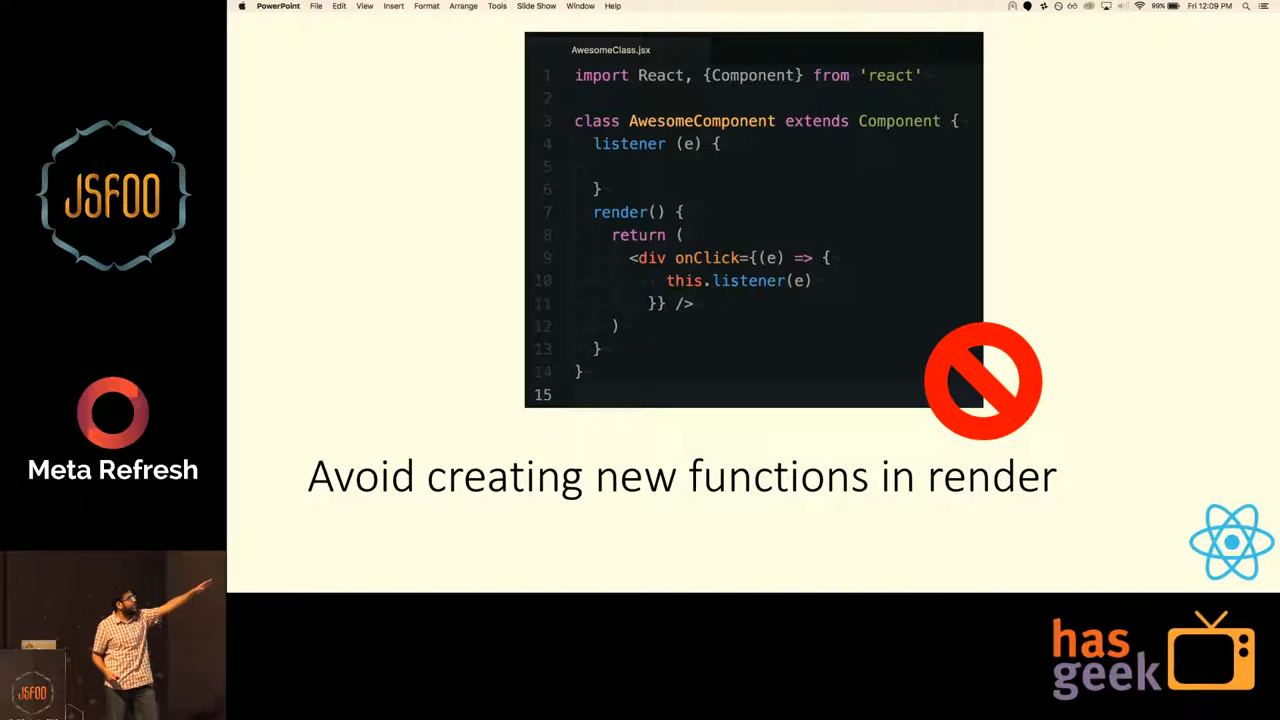 PowerPoint File Edit View Insert Format Arrange Tools Slide Show Window Help
99% Fri 12:09 PM
AwesomeClass.jsx
1 import React, {Component} from 'react'
2
3 class AwesomeComponent extends Component {
4 listener (e) {
5
6 }
7 render() {
8 return (
9 <div onClick={(e) => {
10 this.listener(e)
11 }} />
12 )
13 }
14 }
15
Avoid creating new functions in render
JSFOO
Meta Refresh
JSFOO
has
geek